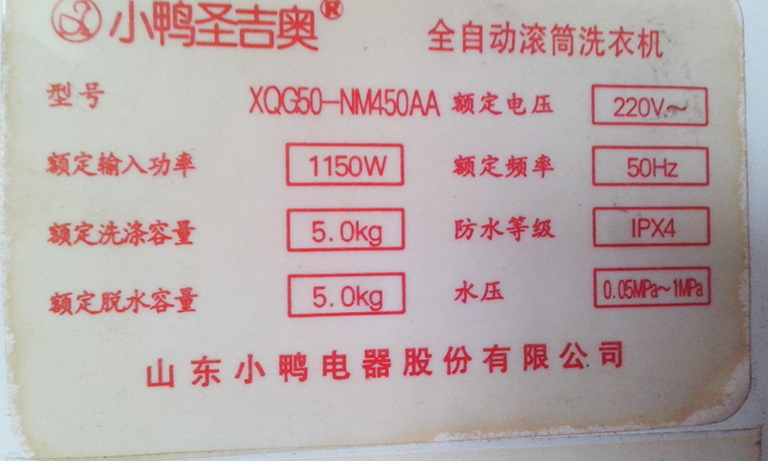 小鸭圣吉奥® 全自动滚筒洗衣机
型号 XQG50-NM450AA 额定电压 220V～
额定输入功率 1150W 额定频率 50Hz
额定洗涤容量 5.0kg 防水等级 IPX4
额定脱水容量 5.0kg 水压 0.05MPa～1MPa
山东小鸭电器股份有限公司